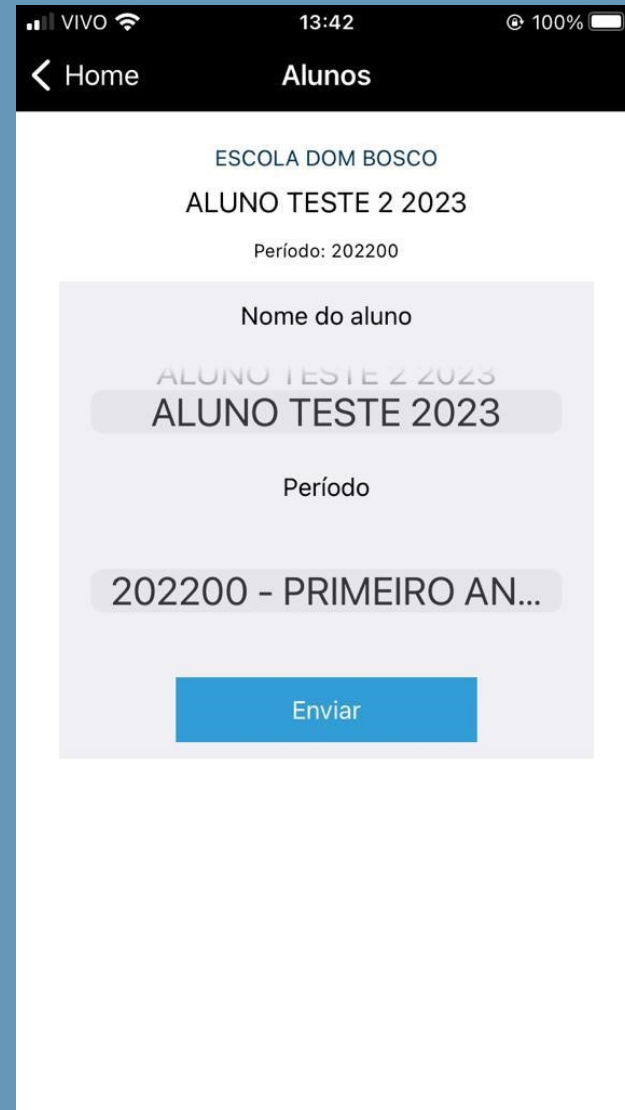 VIVO 13:42 100%
Home Alunos
ESCOLA DOM BOSCO
ALUNO TESTE 2 2023
Período: 202200
Nome do aluno
ALUNO TESTE 2 2023
ALUNO TESTE 2023
Período
202200 - PRIMEIRO AN...
Enviar